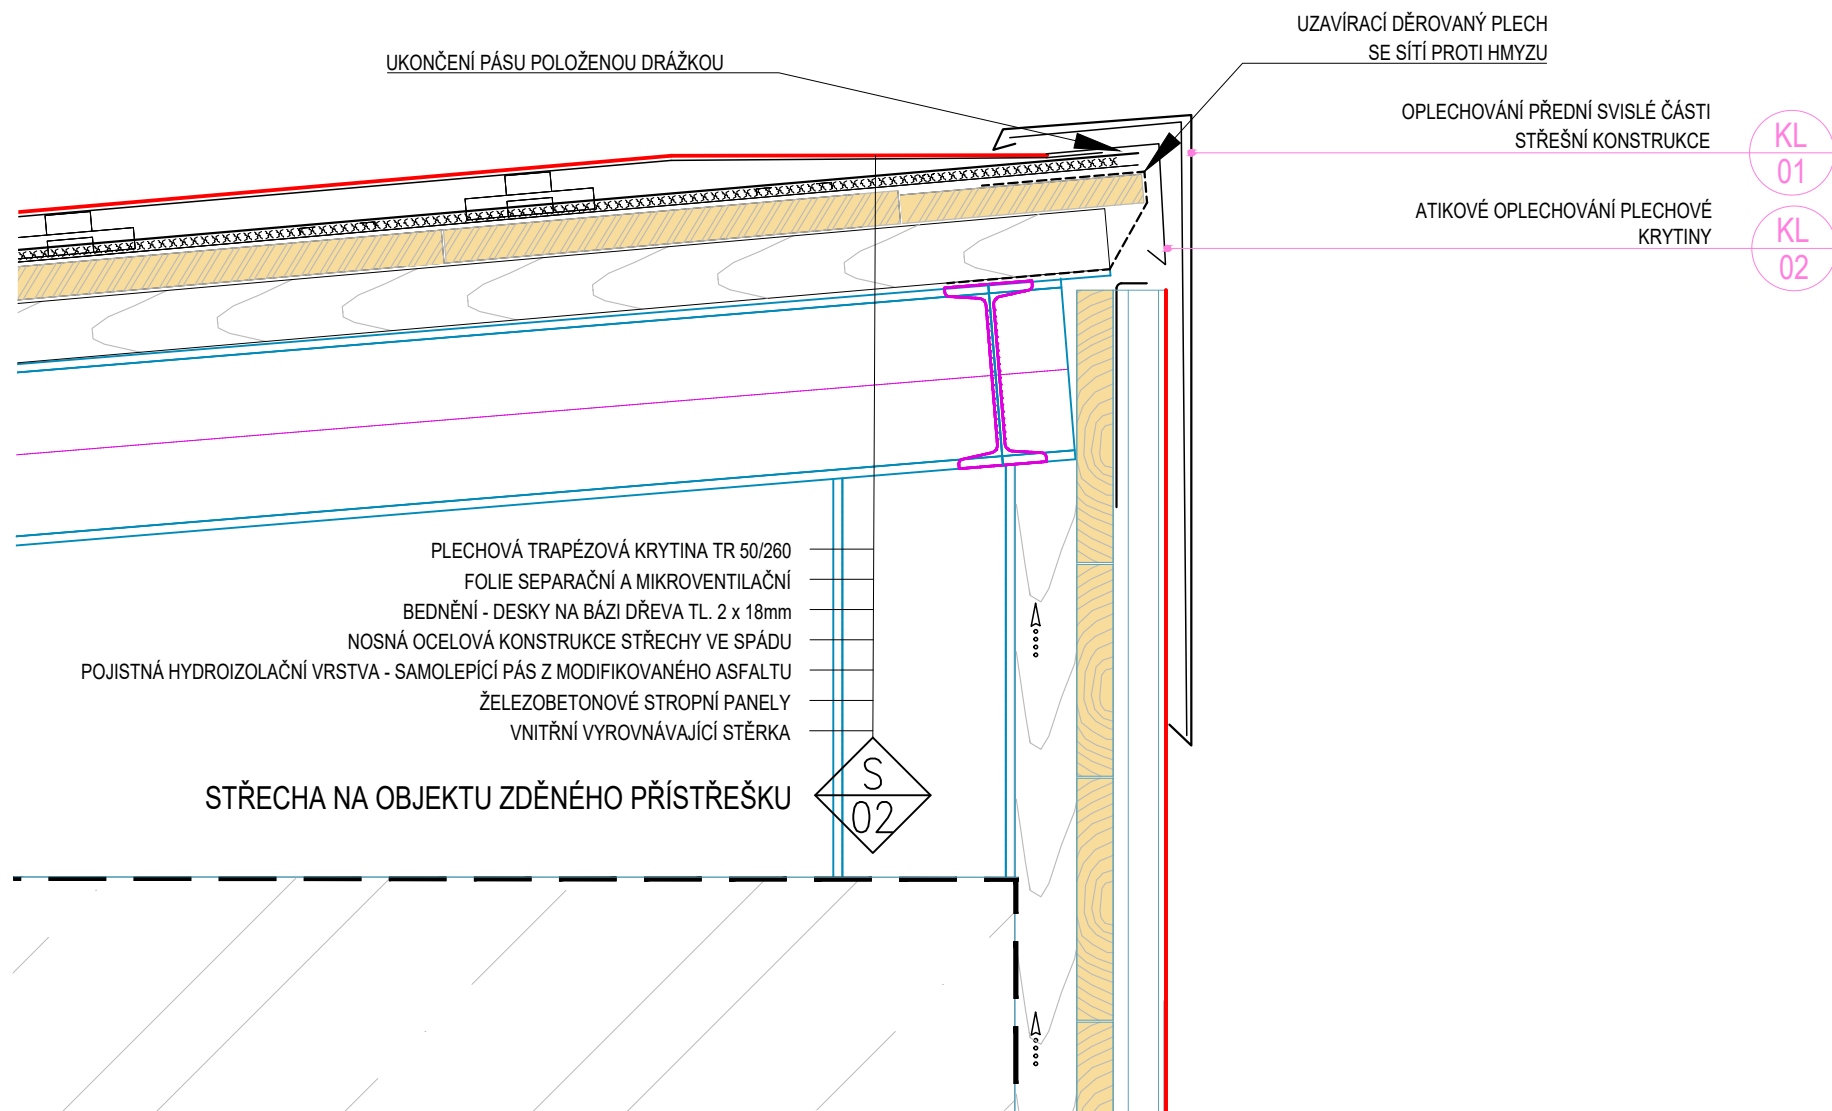 UZAVÍRACÍ DĚROVANÝ PLECH
SE SÍTÍ PROTI HMYZU
UKONČENÍ PÁSU POLOŽENOU DRÁŽKOU
OPLECHOVÁNÍ PŘEDNÍ SVISLÉ ČÁSTI
STŘEŠNÍ KONSTRUKCE
KL
01
ATIKOVÉ OPLECHOVÁNÍ PLECHOVÉ
KRYTINY
KL
02
PLECHOVÁ TRAPÉZOVÁ KRYTINA TR 50/260
FOLIE SEPARAČNÍ A MIKROVENTILAČNÍ
BEDNĚNÍ - DESKY NA BÁZI DŘEVA TL. 2 x 18mm
NOSNÁ OCELOVÁ KONSTRUKCE STŘECHY VE SPÁDU
POJISTNÁ HYDROIZOLAČNÍ VRSTVA - SAMOLEPÍCÍ PÁS Z MODIFIKOVANÉHO ASFALTU
ŽELEZOBETONOVÉ STROPNÍ PANELY
VNITŘNÍ VYROVNÁVAJÍCÍ STĚRKA
STŘECHA NA OBJEKTU ZDĚNÉHO PŘÍSTŘEŠKU
S
02